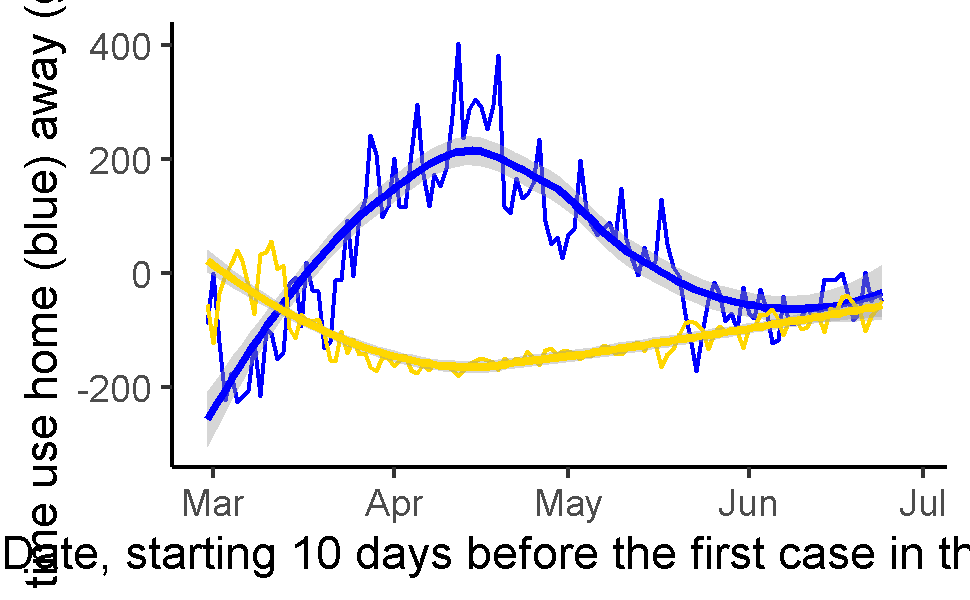 time use home (blue) away (
400
200
0
-200
Mar Apr May Jun Jul
Date, starting 10 days before the first case in th